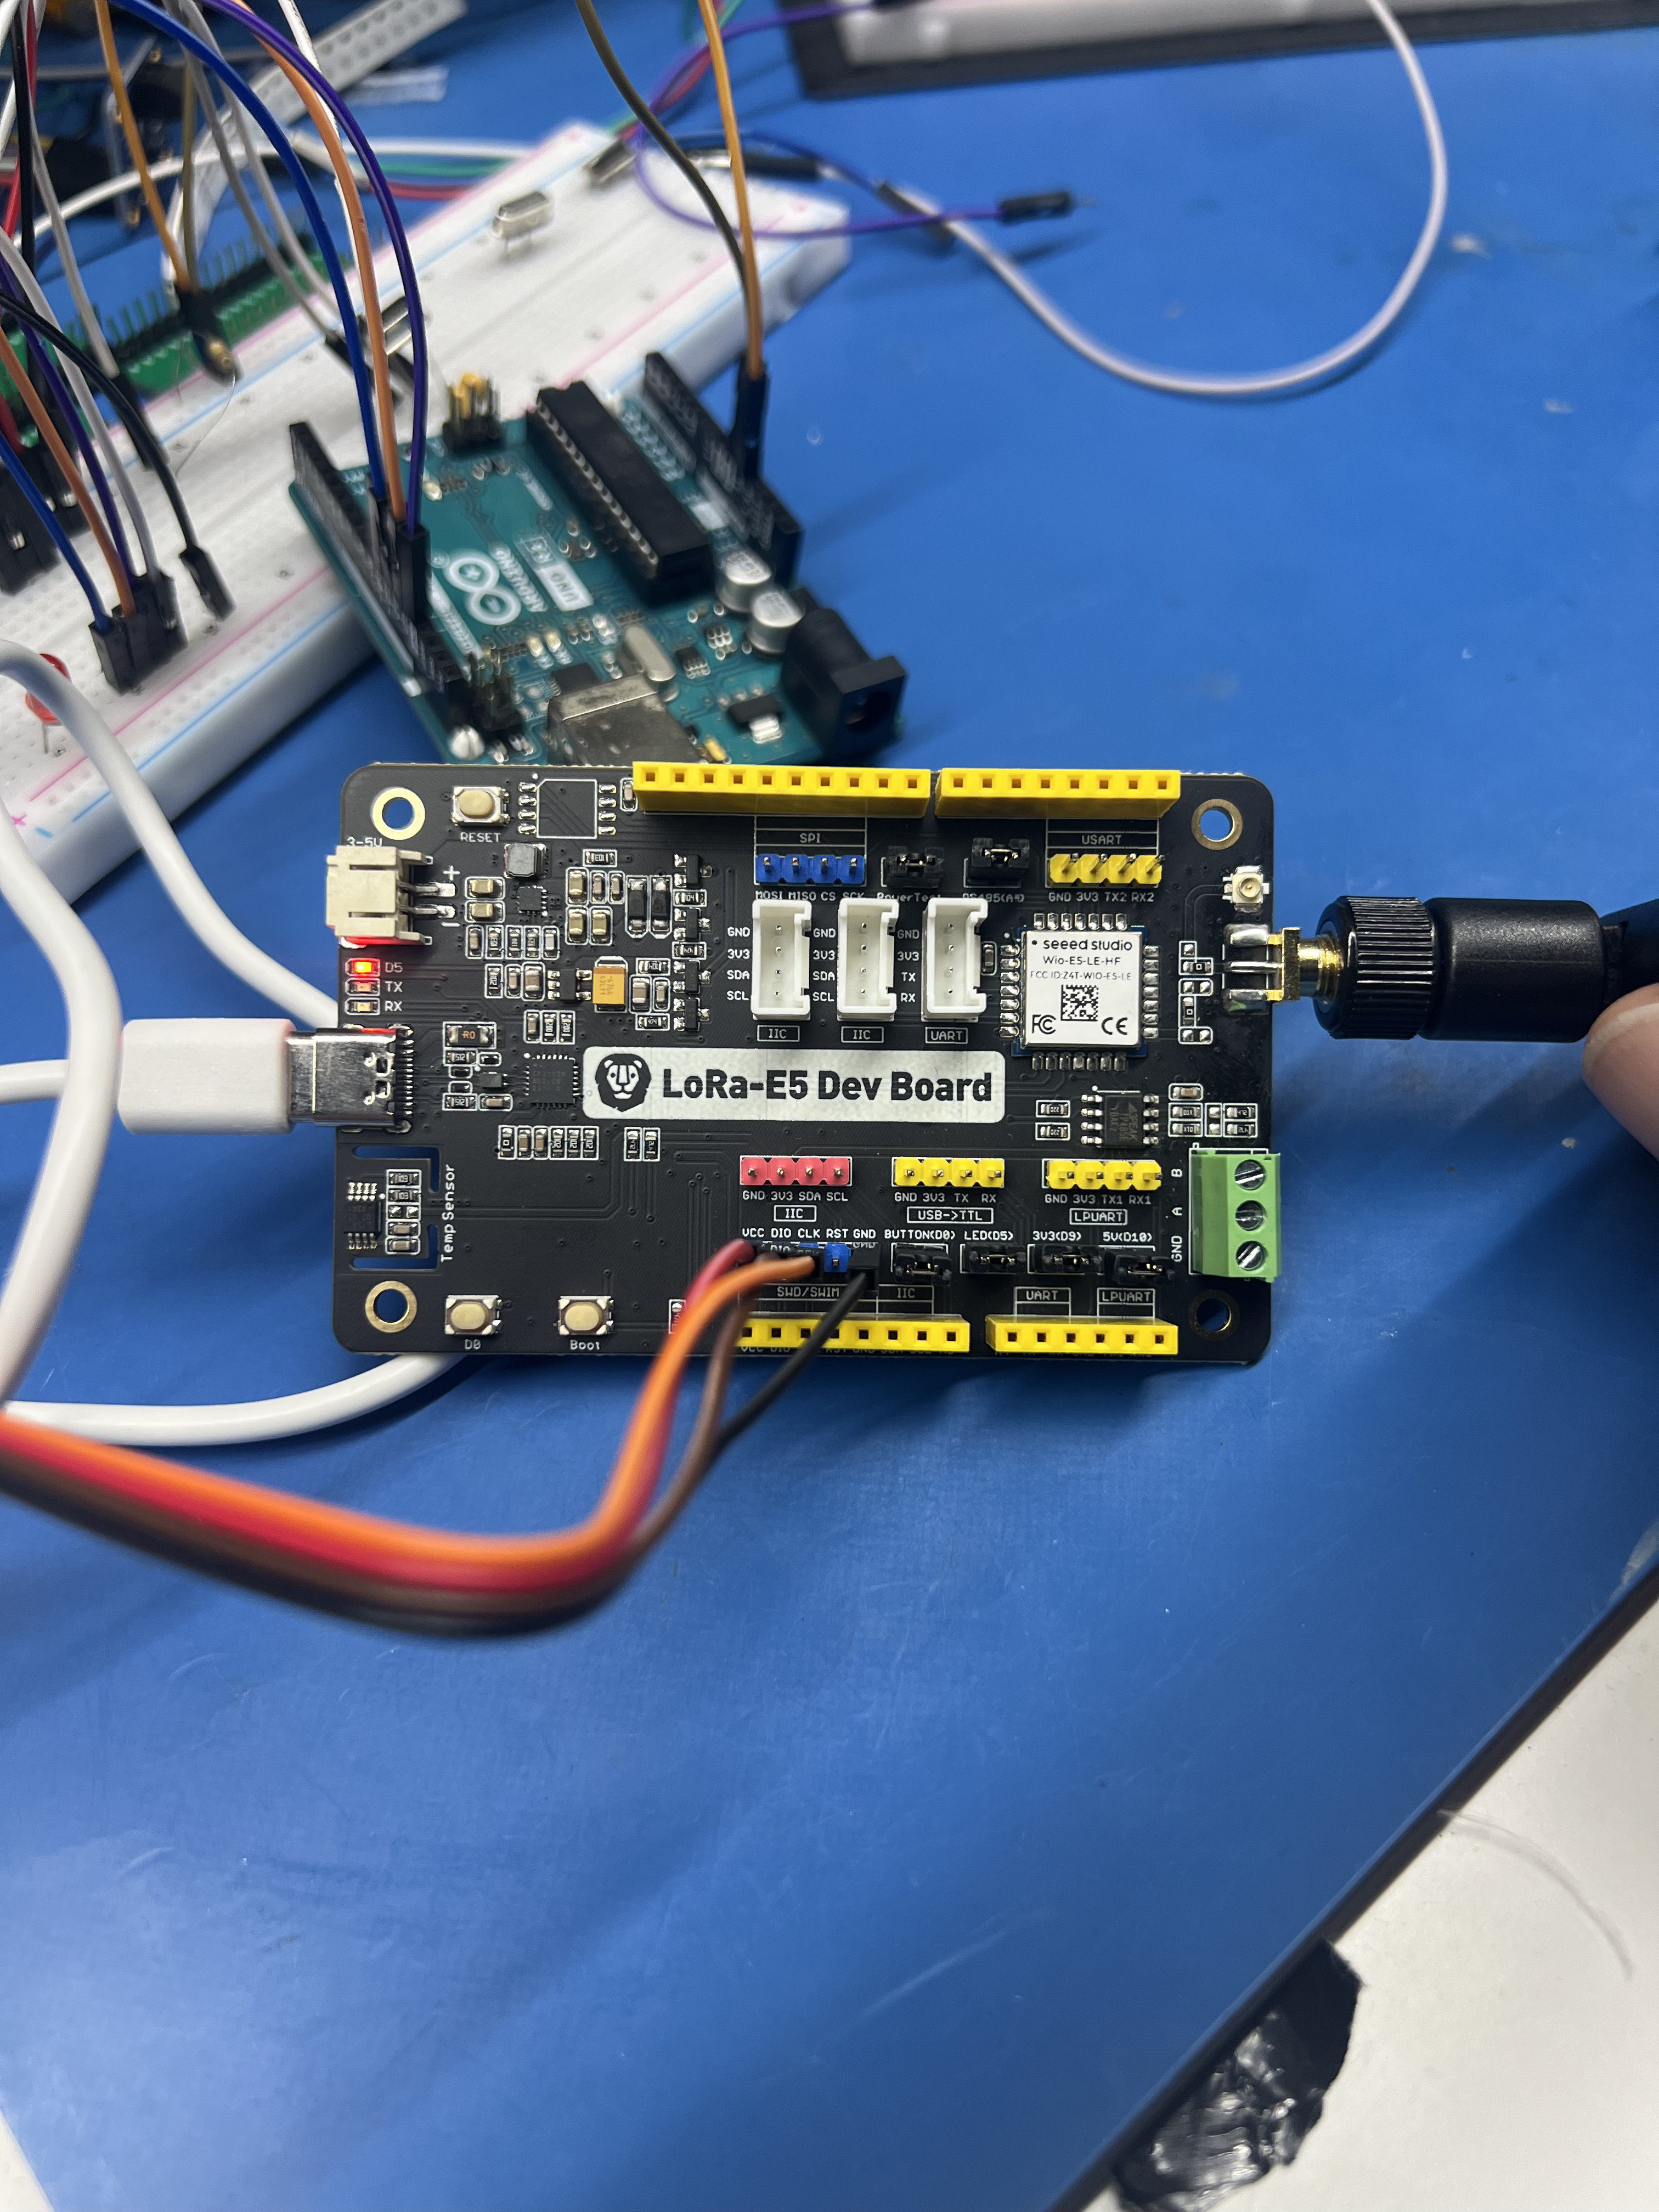 ARDUINO
UNO
R3
RESET
3-5V
+
SPI
MOSI MISO CS SCK
USART
GND 3V3 TX2 RX2
D5
TX
RX
GND
3V3
SDA
SCL
IIC
GND
3V3
SDA
SCL
IIC
GND
3V3
TX
RX
UART
seeed studio
Wio-E5-LE-HF
FCC ID:Z4T-WIO-E5-LE
FC CE
LoRa-E5 Dev Board
Temp Sensor
GND 3V3 SDA SCL
IIC
GND 3V3 TX RX
USB->TTL
GND 3V3 TX1 RX1
LPUART
B
A
GND
VCC DIO CLK RST GND
BUTTON(D0) LED(D5) 3V3(D9) 5V(D10)
SWD/SWIM
IIC
UART
LPUART
D0
Boot